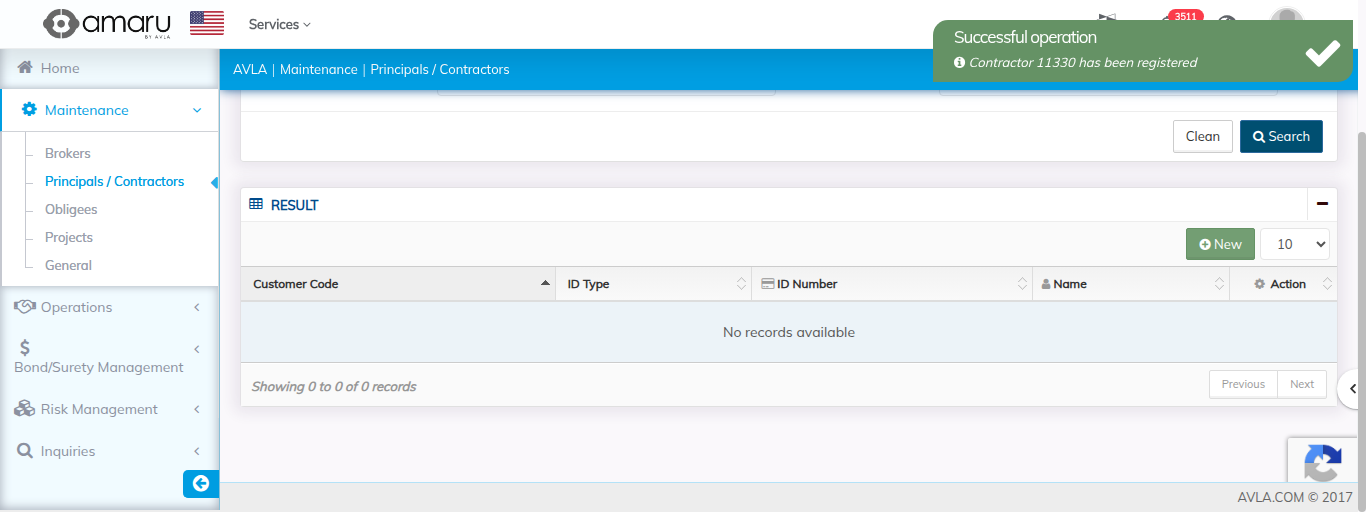 amaru
BY AVLA
Services
3511
Successful operation
Contractor 11330 has been registered
Home
AVLA | Maintenance | Principals / Contractors
Maintenance
Brokers
Principals / Contractors
Obligees
Projects
General
Operations
Bond/Surety Management
Risk Management
Inquiries
Clean
Search
RESULT
New
10
Customer Code ID Type ID Number Name Action
No records available
Showing 0 to 0 of 0 records
Previous Next
AVLA.COM © 2017